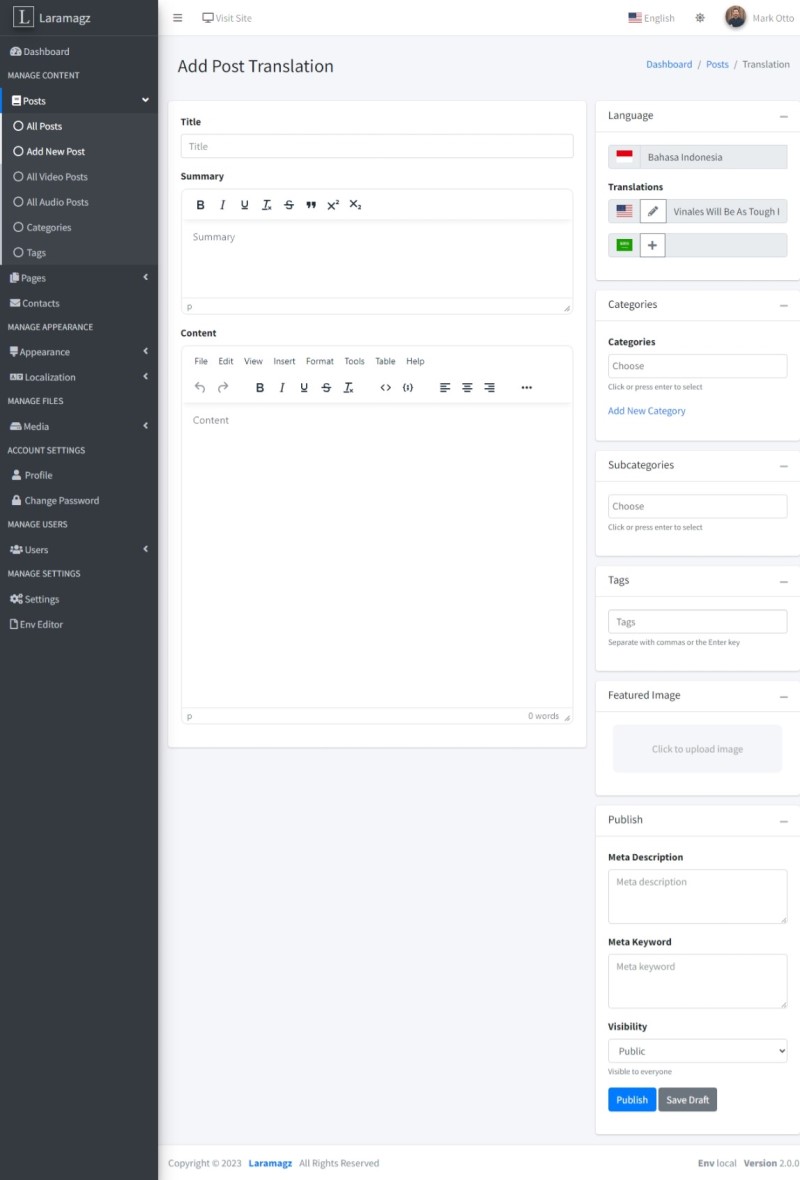 L Laramagz
Visit Site
English
Mark Otto
Dashboard
MANAGE CONTENT
Posts
All Posts
Add New Post
All Video Posts
All Audio Posts
Categories
Tags
Pages
Contacts
MANAGE APPEARANCE
Appearance
Localization
MANAGE FILES
Media
ACCOUNT SETTINGS
Profile
Change Password
MANAGE USERS
Users
MANAGE SETTINGS
Settings
Env Editor
Add Post Translation
Dashboard / Posts / Translation
Title
Title
Summary
B I U T S X² X₂
Summary
p
Content
File Edit View Insert Format Tools Table Help
B I U S T
Content
p
0 words
Language
Bahasa Indonesia
Translations
Vinales Will Be As Tough
Categories
Categories
Choose
Click or press enter to select
Add New Category
Subcategories
Choose
Click or press enter to select
Tags
Tags
Separate with commas or the Enter key
Featured Image
Click to upload image
Publish
Meta Description
Meta description
Meta Keyword
Meta keyword
Visibility
Public
Visible to everyone
Publish Save Draft
Copyright © 2023 Laramagz All Rights Reserved
Env local Version 2.0.0